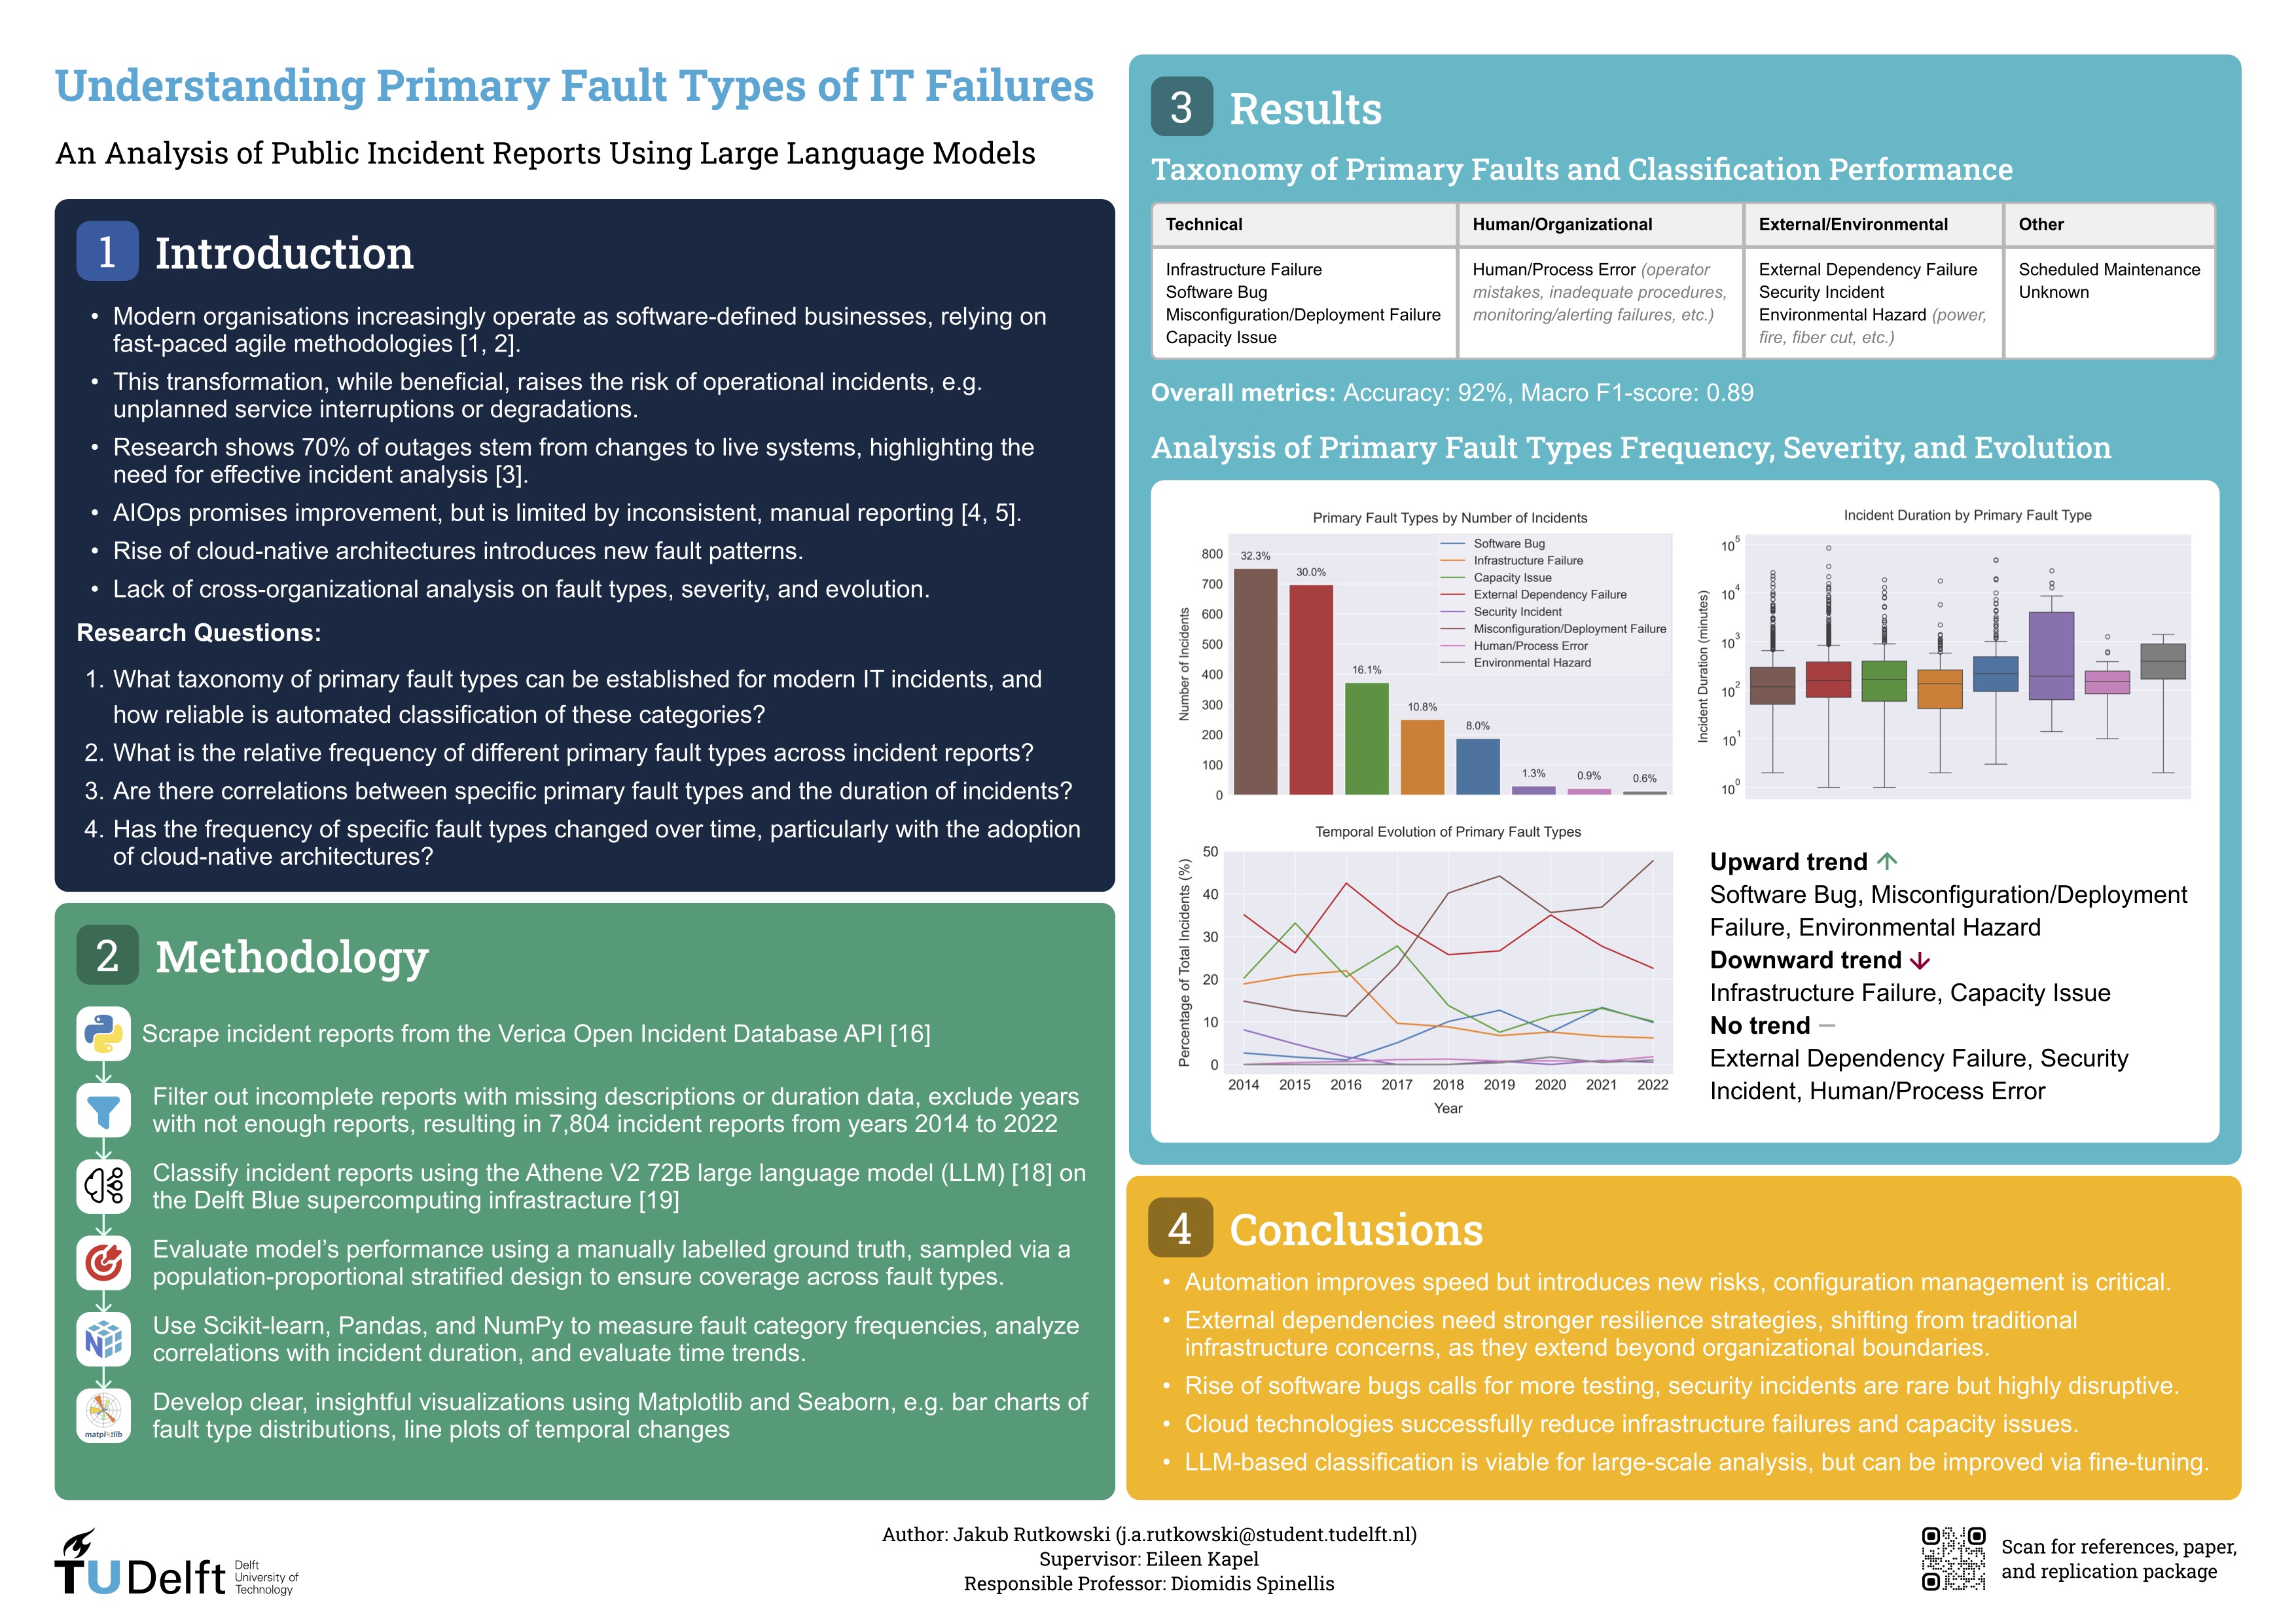 Understanding Primary Fault Types of IT Failures
An Analysis of Public Incident Reports Using Large Language Models
1 Introduction
• Modern organisations increasingly operate as software-defined businesses, relying on
fast-paced agile methodologies [1, 2].
• This transformation, while beneficial, raises the risk of operational incidents, e.g.
unplanned service interruptions or degradations.
• Research shows 70% of outages stem from changes to live systems, highlighting the
need for effective incident analysis [3].
• AIOps promises improvement, but is limited by inconsistent, manual reporting [4, 5].
• Rise of cloud-native architectures introduces new fault patterns.
• Lack of cross-organizational analysis on fault types, severity, and evolution.
Research Questions:
1. What taxonomy of primary fault types can be established for modern IT incidents, and
how reliable is automated classification of these categories?
2. What is the relative frequency of different primary fault types across incident reports?
3. Are there correlations between specific primary fault types and the duration of incidents?
4. Has the frequency of specific fault types changed over time, particularly with the adoption
of cloud-native architectures?
2 Methodology
Scrape incident reports from the Verica Open Incident Database API [16]
Filter out incomplete reports with missing descriptions or duration data, exclude years
with not enough reports, resulting in 7,804 incident reports from years 2014 to 2022
Classify incident reports using the Athene V2 72B large language model (LLM) [18] on
the Delft Blue supercomputing infrastracture [19]
Evaluate model's performance using a manually labelled ground truth, sampled via a
population-proportional stratified design to ensure coverage across fault types.
Use Scikit-learn, Pandas, and NumPy to measure fault category frequencies, analyze
correlations with incident duration, and evaluate time trends.
Develop clear, insightful visualizations using Matplotlib and Seaborn, e.g. bar charts of
fault type distributions, line plots of temporal changes
matplotlib
3 Results
Taxonomy of Primary Faults and Classification Performance
Technical
Infrastructure Failure
Software Bug
Misconfiguration/Deployment Failure
Capacity Issue
Human/Organizational
Human/Process Error (operator
mistakes, inadequate procedures,
monitoring/alerting failures, etc.)
External/Environmental
External Dependency Failure
Security Incident
Environmental Hazard (power,
fire, fiber cut, etc.)
Other
Scheduled Maintenance
Unknown
Overall metrics: Accuracy: 92%, Macro F1-score: 0.89
Analysis of Primary Fault Types Frequency, Severity, and Evolution
Primary Fault Types by Number of Incidents
Number of Incidents
800
700
600
500
400
300
200
100
0
32.3%
30.0%
16.1%
10.8%
8.0%
1.3%
0.9%
0.6%
Software Bug
Infrastructure Failure
Capacity Issue
External Dependency Failure
Security Incident
Misconfiguration/Deployment Failure
Human/Process Error
Environmental Hazard
Incident Duration by Primary Fault Type
Incident Duration (minutes)
10⁵
10⁴
10³
10²
10¹
10⁰
Temporal Evolution of Primary Fault Types
Percentage of Total Incidents (%)
50
40
30
20
10
0
2014 2015 2016 2017 2018 2019 2020 2021 2022
Year
Upward trend ↑
Software Bug, Misconfiguration/Deployment
Failure, Environmental Hazard
Downward trend ↓
Infrastructure Failure, Capacity Issue
No trend –
External Dependency Failure, Security
Incident, Human/Process Error
4 Conclusions
• Automation improves speed but introduces new risks, configuration management is critical.
• External dependencies need stronger resilience strategies, shifting from traditional
infrastructure concerns, as they extend beyond organizational boundaries.
• Rise of software bugs calls for more testing, security incidents are rare but highly disruptive.
• Cloud technologies successfully reduce infrastructure failures and capacity issues.
• LLM-based classification is viable for large-scale analysis, but can be improved via fine-tuning.
TU Delft
Delft
University of
Technology
Author: Jakub Rutkowski (j.a.rutkowski@student.tudelft.nl)
Supervisor: Eileen Kapel
Responsible Professor: Diomidis Spinellis
Scan for references, paper,
and replication package